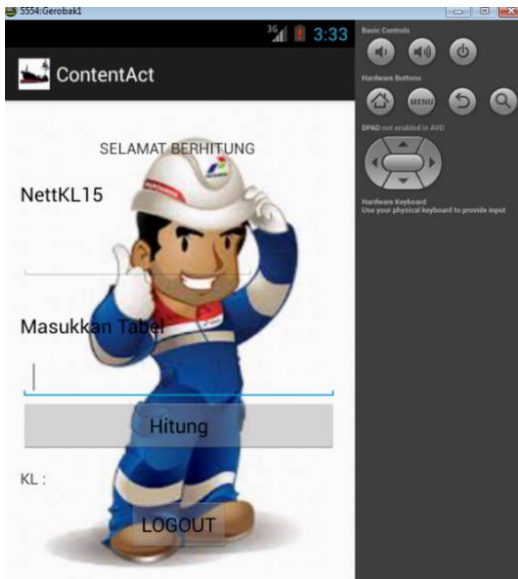 5554:Gerobak1
3G 3:33
ContentAct
SELAMAT BERHITUNG
NettKL15
Masukkan Tabel
Hitung
KL :
LOGOUT
Basic Controls
Hardware Buttons
MENU
DPAD not enabled in AVD
Hardware Keyboard
Use your physical keyboard to provide input